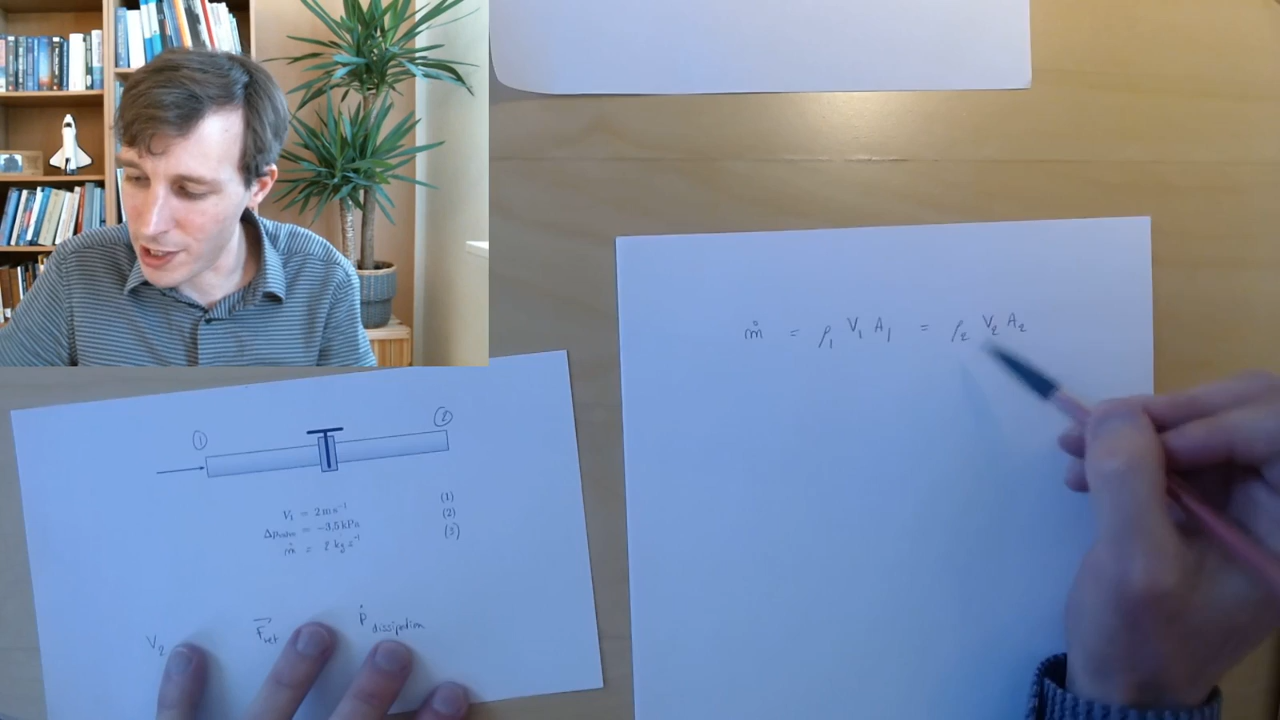 ṁ = ρ₁ V₁ A₁ = ρ₂ V₂ A₂
① ②
V₁ = 2 m s⁻¹ (1)
Δp_valve = −3,5 kPa (2)
ṁ = 2 kg s⁻¹ (3)
V₂ F⃗_net Ṗ_dissipation